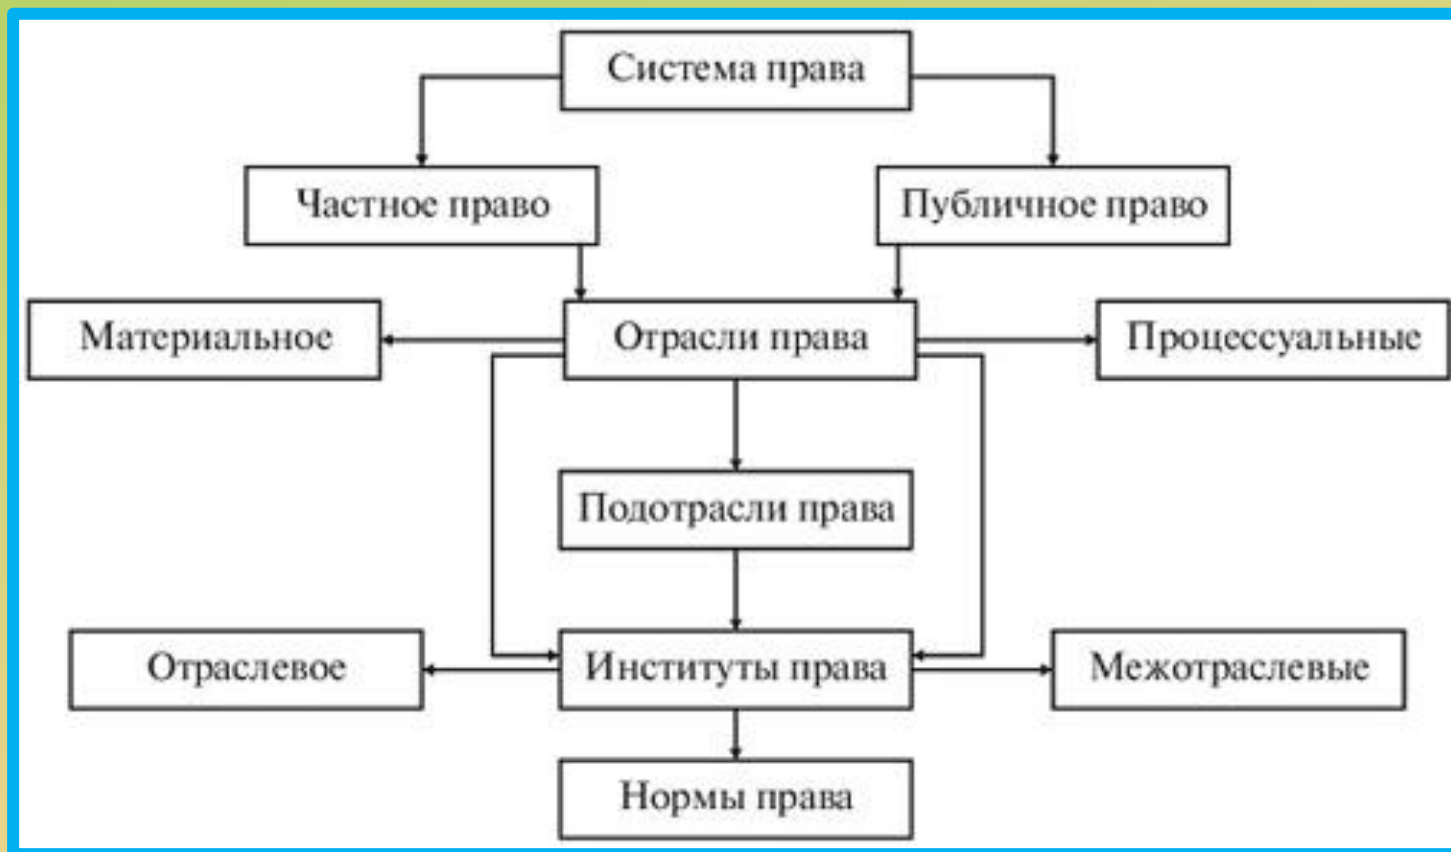 Система права
Частное право
Публичное право
Материальное
Отрасли права
Процессуальные
Подотрасли права
Отраслевое
Институты права
Межотраслевые
Нормы права